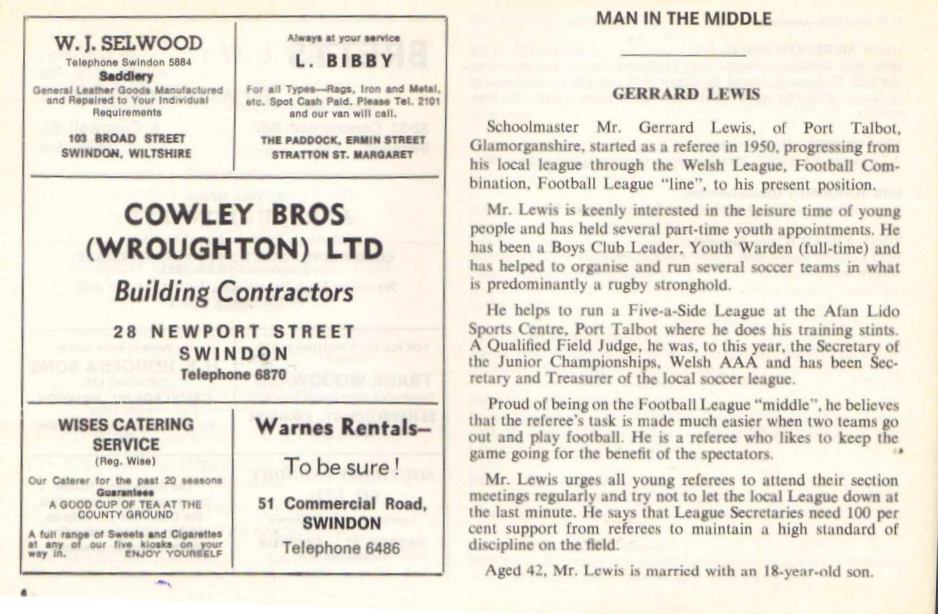 W. J. SELWOOD
Telephone Swindon 5884
Saddlery
General Leather Goods Manufactured
and Repaired to Your Individual
Requirements
103 BROAD STREET
SWINDON, WILTSHIRE
Always at your service
L. BIBBY
For all Types—Rags, Iron and Metal,
etc. Spot Cash Paid. Please Tel. 2101
and our van will call.
THE PADDOCK, ERMIN STREET
STRATTON ST. MARGARET
COWLEY BROS
(WROUGHTON) LTD
Building Contractors
28 NEWPORT STREET
SWINDON
Telephone 6870
WISES CATERING
SERVICE
(Reg. Wise)
Our Caterer for the past 20 seasons
Guarantees
A GOOD CUP OF TEA AT THE
COUNTY GROUND
A full range of Sweets and Cigarettes
at any of our five kiosks on your
way in. ENJOY YOURSELF
Warnes Rentals—
To be sure!
51 Commercial Road,
SWINDON
Telephone 6486
6
MAN IN THE MIDDLE
GERRARD LEWIS
Schoolmaster Mr. Gerrard Lewis, of Port Talbot,
Glamorganshire, started as a referee in 1950, progressing from
his local league through the Welsh League, Football Com-
bination, Football League "line", to his present position.
Mr. Lewis is keenly interested in the leisure time of young
people and has held several part-time youth appointments. He
has been a Boys Club Leader, Youth Warden (full-time) and
has helped to organise and run several soccer teams in what
is predominantly a rugby stronghold.
He helps to run a Five-a-Side League at the Afan Lido
Sports Centre, Port Talbot where he does his training stints.
A Qualified Field Judge, he was, to this year, the Secretary of
the Junior Championships, Welsh AAA and has been Sec-
retary and Treasurer of the local soccer league.
Proud of being on the Football League "middle", he believes
that the referee's task is made much easier when two teams go
out and play football. He is a referee who likes to keep the
game going for the benefit of the spectators.
Mr. Lewis urges all young referees to attend their section
meetings regularly and try not to let the local League down at
the last minute. He says that League Secretaries need 100 per
cent support from referees to maintain a high standard of
discipline on the field.
Aged 42, Mr. Lewis is married with an 18-year-old son.